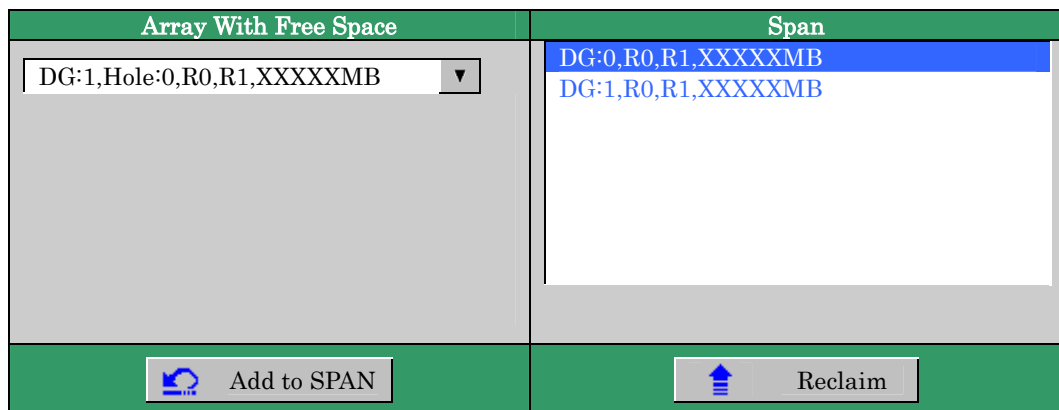 Array With Free Space
Span
DG:1,Hole:0,R0,R1,XXXXXMB
DG:0,R0,R1,XXXXXMB
DG:1,R0,R1,XXXXXMB
Add to SPAN
Reclaim